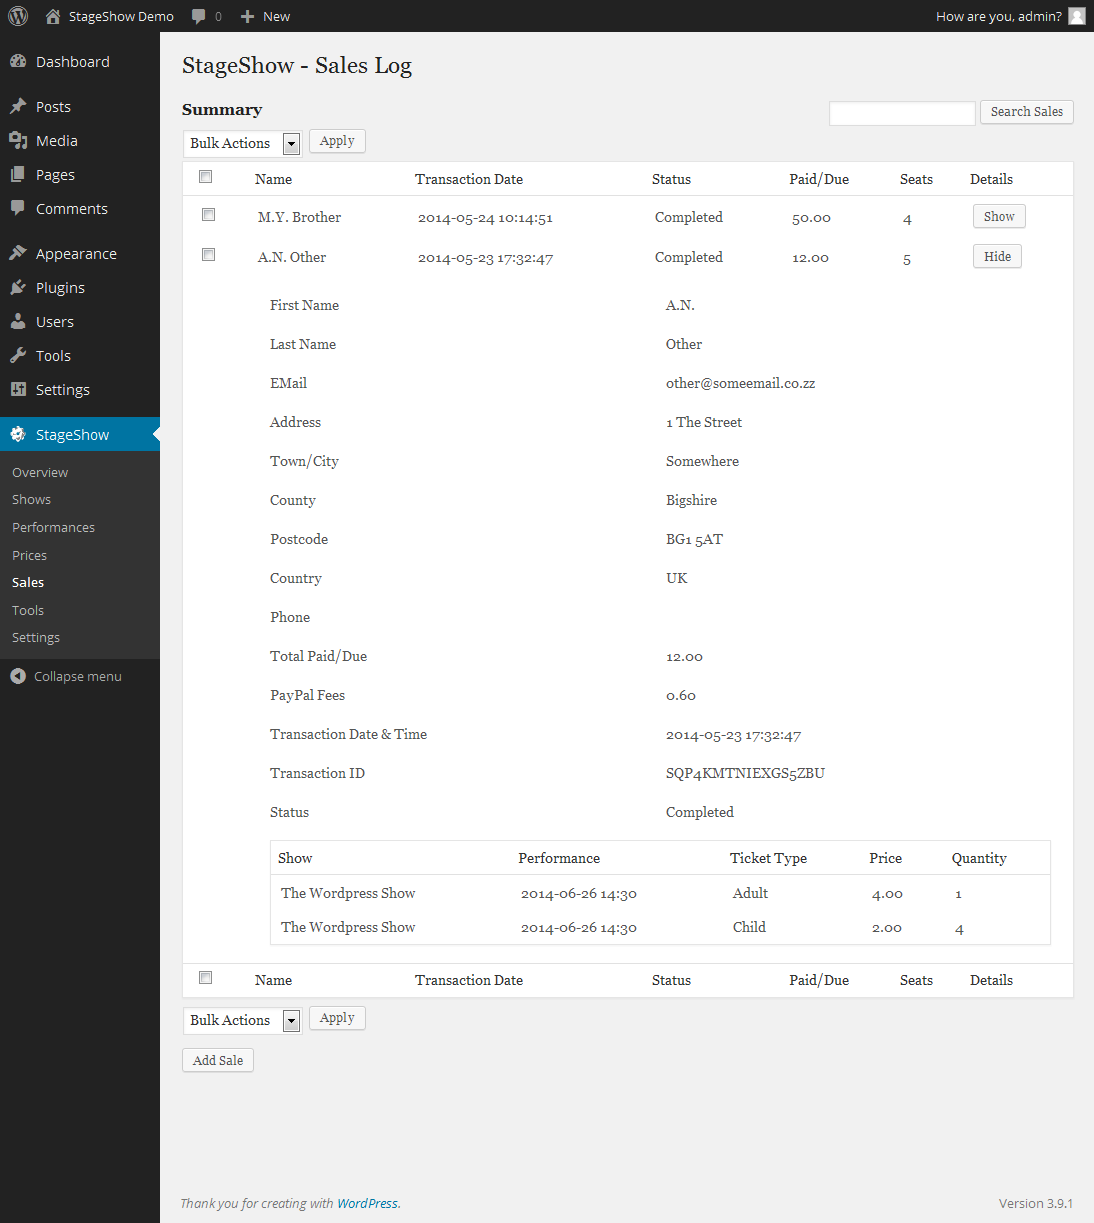 StageShow Demo 0 New How are you, admin?
Dashboard
Posts
Media
Pages
Comments
Appearance
Plugins
Users
Tools
Settings
StageShow
Overview
Shows
Performances
Prices
Sales
Tools
Settings
Collapse menu
StageShow - Sales Log
Summary
Search Sales
Bulk Actions Apply
Name Transaction Date Status Paid/Due Seats Details
M.Y. Brother 2014-05-24 10:14:51 Completed 50.00 4 Show
A.N. Other 2014-05-23 17:32:47 Completed 12.00 5 Hide
First Name A.N.
Last Name Other
EMail other@someemail.co.zz
Address 1 The Street
Town/City Somewhere
County Bigshire
Postcode BG1 5AT
Country UK
Phone
Total Paid/Due 12.00
PayPal Fees 0.60
Transaction Date & Time 2014-05-23 17:32:47
Transaction ID SQP4KMTNIEXGS5ZBU
Status Completed
Show Performance Ticket Type Price Quantity
The Wordpress Show 2014-06-26 14:30 Adult 4.00 1
The Wordpress Show 2014-06-26 14:30 Child 2.00 4
Name Transaction Date Status Paid/Due Seats Details
Bulk Actions Apply
Add Sale
Thank you for creating with WordPress. Version 3.9.1